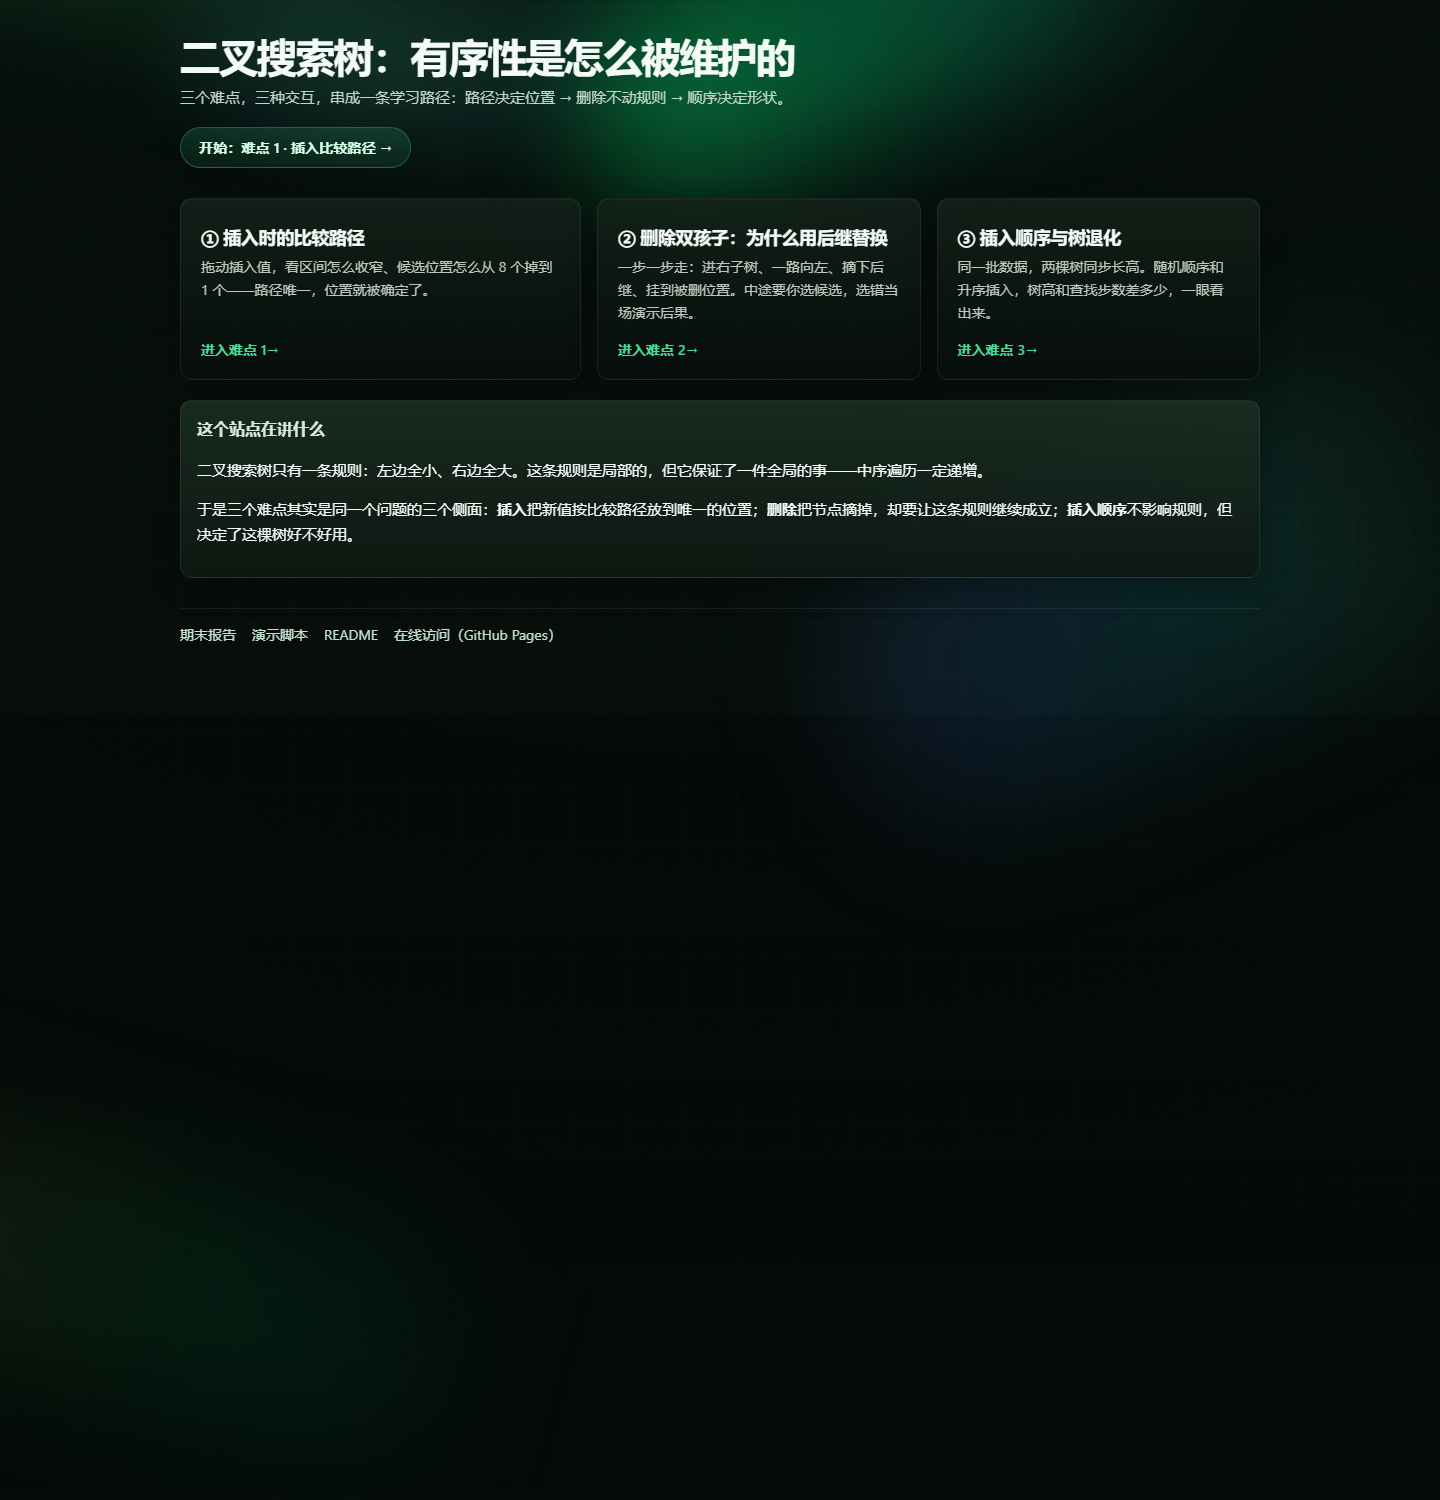 二叉搜索树：有序性是怎么被维护的
三个难点，三种交互，串成一条学习路径：路径决定位置 → 删除不动规则 → 顺序决定形状。
开始：难点 1 · 插入比较路径 →
① 插入时的比较路径
拖动插入值，看区间怎么收窄、候选位置怎么从 8 个掉到
1 个——路径唯一，位置就被确定了。
进入难点 1→
② 删除双孩子：为什么用后继替换
一步一步走：进右子树、一路向左、摘下后
继、挂到被删位置。中途要你选候选，选错当
场演示后果。
进入难点 2→
③ 插入顺序与树退化
同一批数据，两棵树同步长高。随机顺序和
升序插入，树高和查找步数差多少，一眼看
出来。
进入难点 3→
这个站点在讲什么
二叉搜索树只有一条规则：左边全小、右边全大。这条规则是局部的，但它保证了一件全局的事——中序遍历一定递增。
于是三个难点其实是同一个问题的三个侧面：插入把新值按比较路径放到唯一的位置；删除把节点摘掉，却要让这条规则继续成立；插入顺序不影响规则，但
决定了这棵树好不好用。
期末报告 演示脚本 README 在线访问（GitHub Pages）